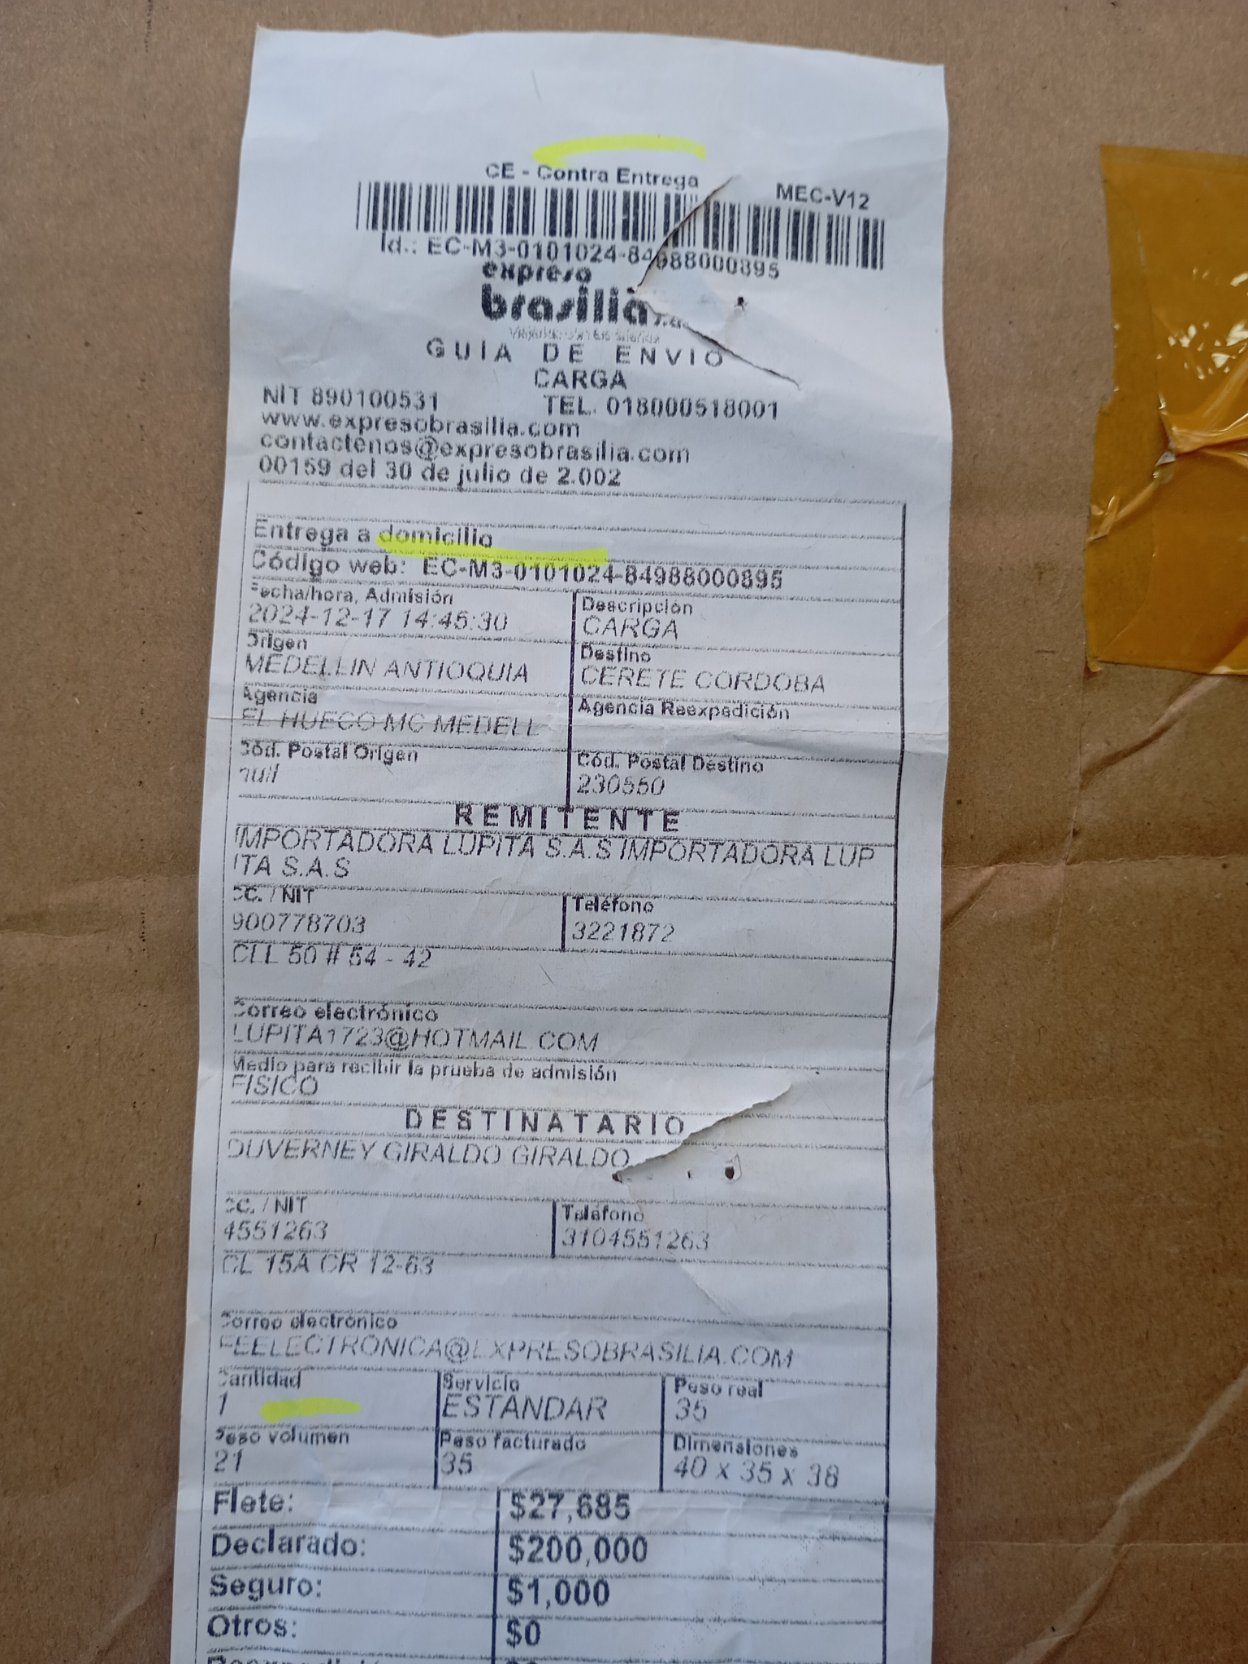 CE - Contra Entrega
MEC-V12
Id.: EC-M3-0101024-84988000895
expreso
brasilia s.a.
GUIA DE ENVIO
CARGA
NIT 890100531 TEL. 018000518001
www.expresobrasilia.com
contactenos@expresobrasilia.com
00159 del 30 de julio de 2.002
Entrega a domicilio
Código web: EC-M3-0101024-84988000895
Fecha/hora, Admisión Descripción
2024-12-17 14:45:30 CARGA
Origen Destino
MEDELLIN ANTIOQUIA CERETE CORDOBA
Agencia Agencia Reexpedición
EL HUECO MC MEDELL
Cód. Postal Origen Cód. Postal Destino
null 230550
REMITENTE
IMPORTADORA LUPITA S.A.S IMPORTADORA LUP
ITA S.A.S
CC. / NIT Teléfono
900778703 3221872
CLL 50 # 54 - 42
Correo electrónico
LUPITA1723@HOTMAIL.COM
Medio para recibir la prueba de admisión
FISICO
DESTINATARIO
DUVERNEY GIRALDO GIRALDO
CC. / NIT Teléfono
4551263 3104551263
CL 15A CR 12-63
Correo electrónico
FEELECTRONICA@EXPRESOBRASILIA.COM
Cantidad Servicio Peso real
1 ESTANDAR 35
Peso volumen Peso facturado Dimensiones
21 35 40 x 35 x 38
Flete: $27,685
Declarado: $200,000
Seguro: $1,000
Otros: $0